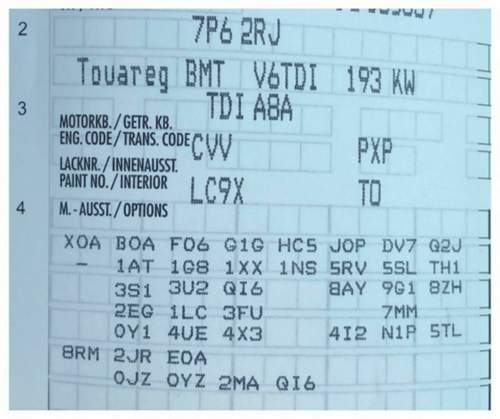 2
7P6 2RJ
Touareg BMT V6TDI 193 KW
3
TDI A8A
MOTORKB./GETR. KB.
ENG. CODE/TRANS. CODE CVV PXP
LACKNR./INNENAUSST.
PAINT NO./INTERIOR LC9X TO
4
M.-AUSST./OPTIONS
X0A B0A F06 G1G HC5 J0P DV7 Q2J
- 1AT 1G8 1XX 1NS 5RV 5SL TH1
3S1 3U2 QI6 8AY 9G1 8ZH
2EG 1LC 3FU 7MM
0Y1 4UE 4X3 4I2 N1P 5TL
8RM 2JR E0A
0JZ 0YZ 2MA QI6